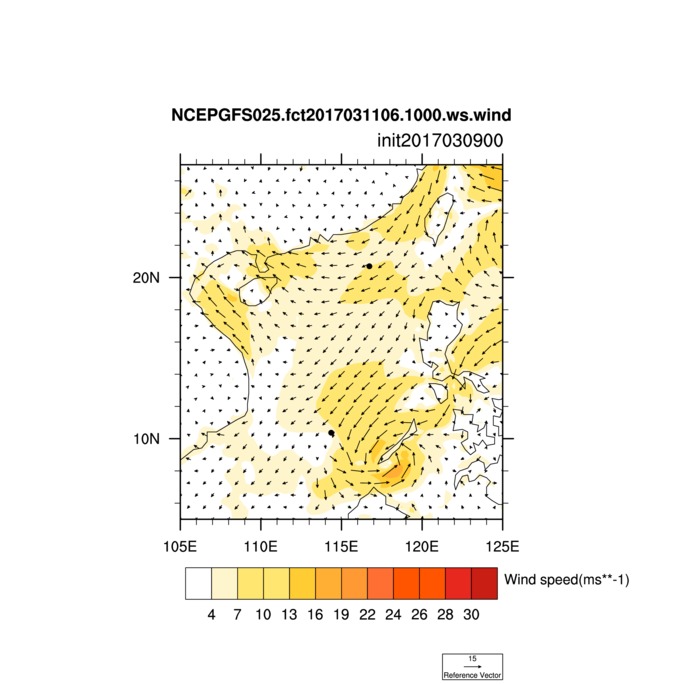 NCEPGFS025.fct2017031106.1000.ws.wind
init2017030900
20N
10N
105E 110E 115E 120E 125E
Wind speed(ms**-1)
4 7 10 13 16 19 22 24 26 28 30
15
Reference Vector